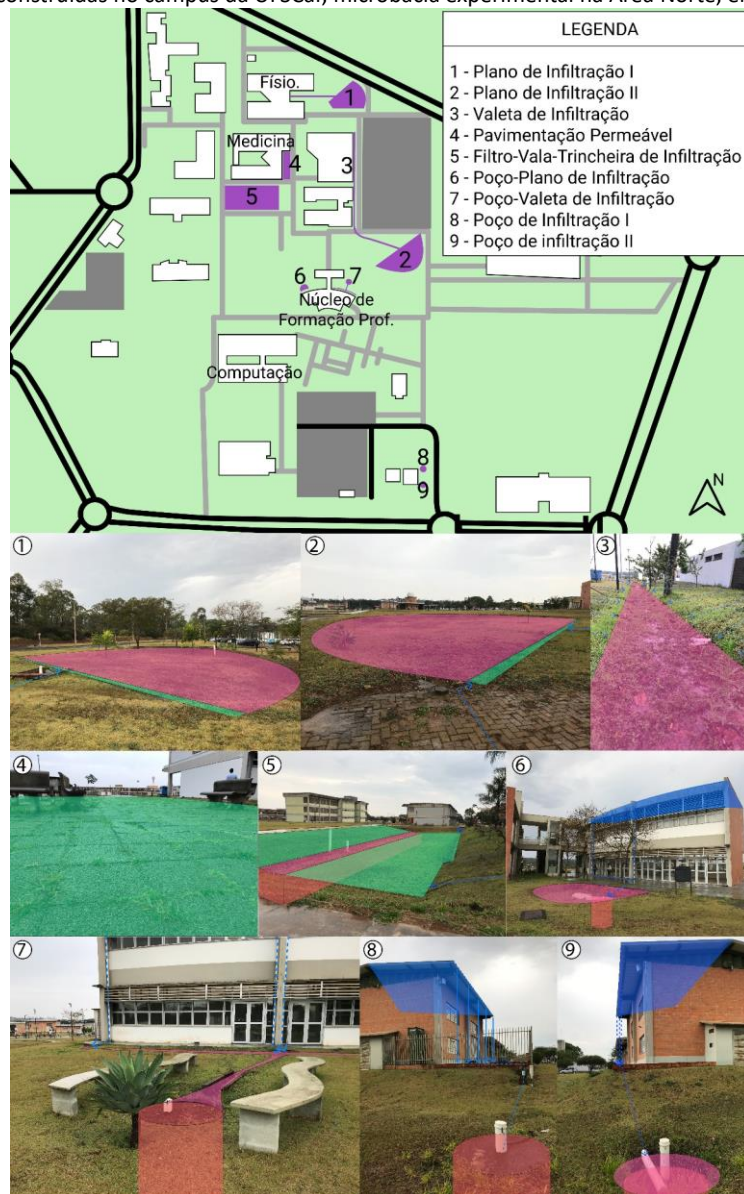 construídas no campus da UFSCar, microbacia experimental na Área Norte, e
LEGENDA
1 - Plano de Infiltração I
2 - Plano de Infiltração II
3 - Valeta de Infiltração
4 - Pavimentação Permeável
5 - Filtro-Vala-Trincheira de Infiltração
6 - Poço-Plano de Infiltração
7 - Poço-Valeta de Infiltração
8 - Poço de Infiltração I
9 - Poço de infiltração II
Físio.
1
Medicina
4
3
5
2
6
7
Núcleo de
Formação Prof.
Computação
8
9
N
①
②
③
④
⑤
⑥
⑦
⑧
⑨